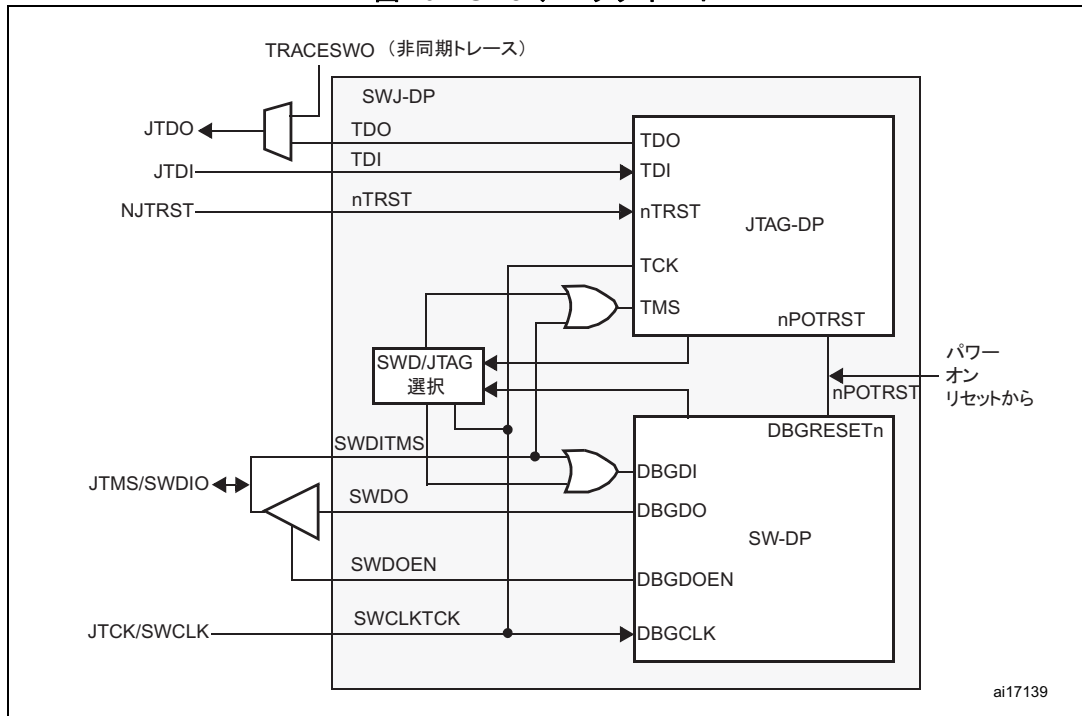 TRACESWO （非同期トレース）
SWJ-DP
JTDO
TDO
TDO
JTDI
TDI
TDI
NJTRST
nTRST
nTRST
JTAG-DP
TCK
TMS
nPOTRST
SWD/JTAG
選択
パワー
オン
リセットから
nPOTRST
DBGRESETn
SWDITMS
DBGDI
JTMS/SWDIO
SWDO
DBGDO
SW-DP
SWDOEN
DBGDOEN
JTCK/SWCLK
SWCLKTCK
DBGCLK
ai17139